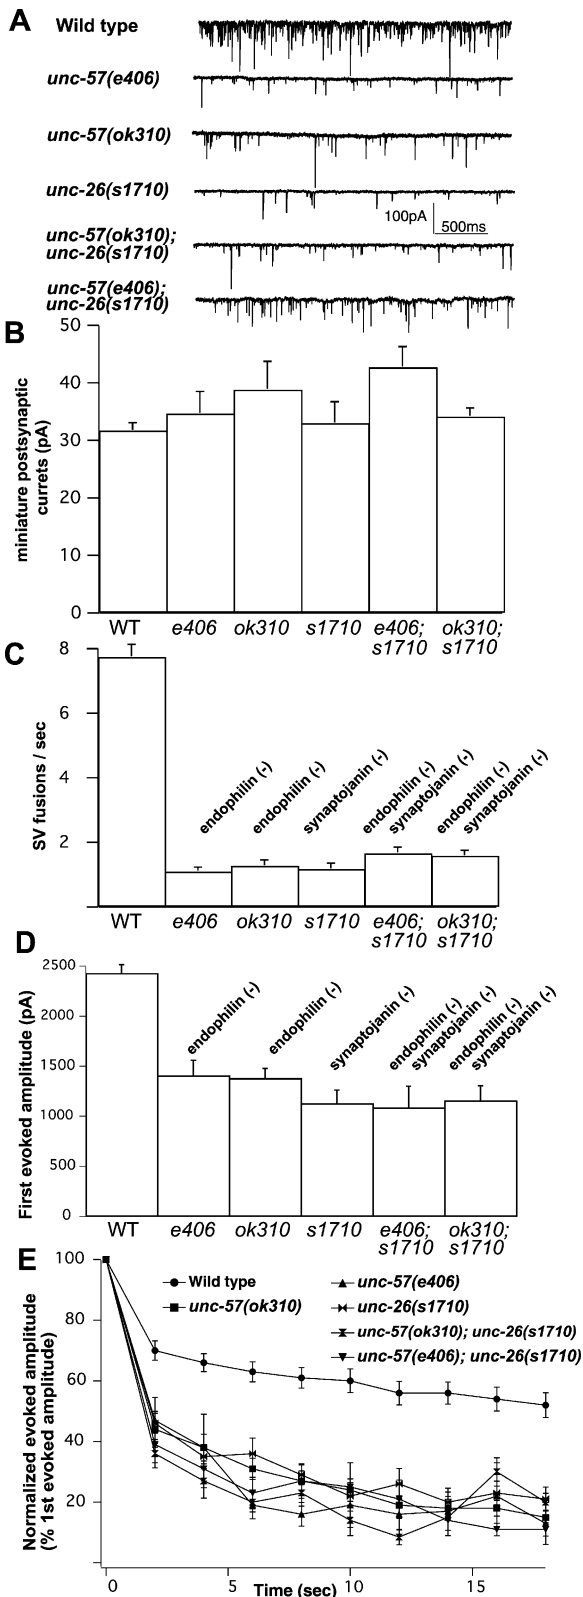 A
Wild type
unc-57(e406)
unc-57(ok310)
unc-26(s1710)
100pA
500ms
unc-57(ok310);
unc-26(s1710)
unc-57(e406);
unc-26(s1710)
B
miniature postsynaptic
currets (pA)
50
40
30
20
10
0
WT
e406
ok310
s1710
e406;
s1710
ok310;
s1710
C
SV fusions / sec
8
6
4
2
endophilin (-)
endophilin (-)
synaptojanin (-)
endophilin (-)
synaptojanin (-)
endophilin (-)
synaptojanin (-)
WT
e406
ok310
s1710
e406;
s1710
ok310;
s1710
D
First evoked amplitude (pA)
2500
2000
1500
1000
500
0
endophilin (-)
endophilin (-)
synaptojanin (-)
endophilin (-)
synaptojanin (-)
endophilin (-)
synaptojanin (-)
WT
e406
ok310
s1710
e406;
s1710
ok310;
s1710
E
Normalized evoked amplitude
(% 1st evoked amplitude)
100
80
60
40
20
Wild type
unc-57(ok310)
unc-57(e406)
unc-26(s1710)
unc-57(ok310); unc-26(s1710)
unc-57(e406); unc-26(s1710)
0
5
10
15
Time (sec)